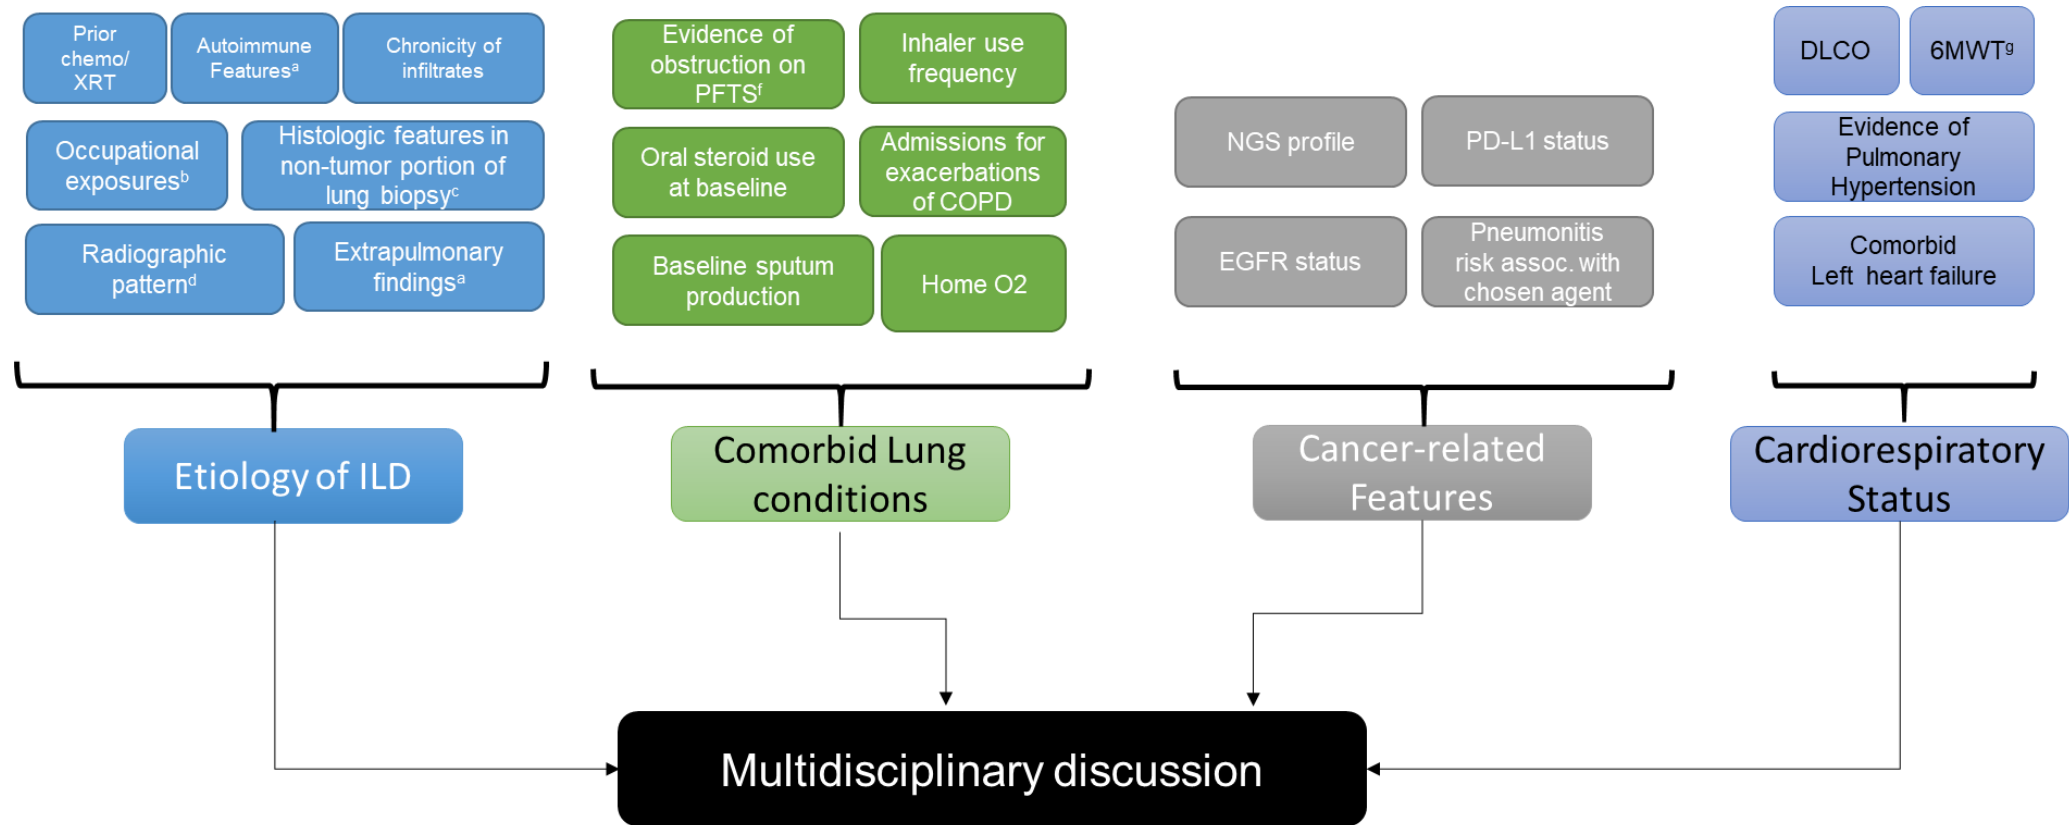 Prior
chemo/
XRT
Autoimmune
Featuresᵃ
Chronicity of
infiltrates
Occupational
exposuresᵇ
Histologic features in
non-tumor portion of
lung biopsyᶜ
Radiographic
patternᵈ
Extrapulmonary
findingsᵃ
Evidence of
obstruction on
PFTSᶠ
Inhaler use
frequency
Oral steroid use
at baseline
Admissions for
exacerbations
of COPD
Baseline sputum
production
Home O2
NGS profile
PD-L1 status
EGFR status
Pneumonitis
risk assoc. with
chosen agent
DLCO
6MWTᵍ
Evidence of
Pulmonary
Hypertension
Comorbid
Left heart failure
Etiology of ILD
Comorbid Lung
conditions
Cancer-related
Features
Cardiorespiratory
Status
Multidisciplinary discussion